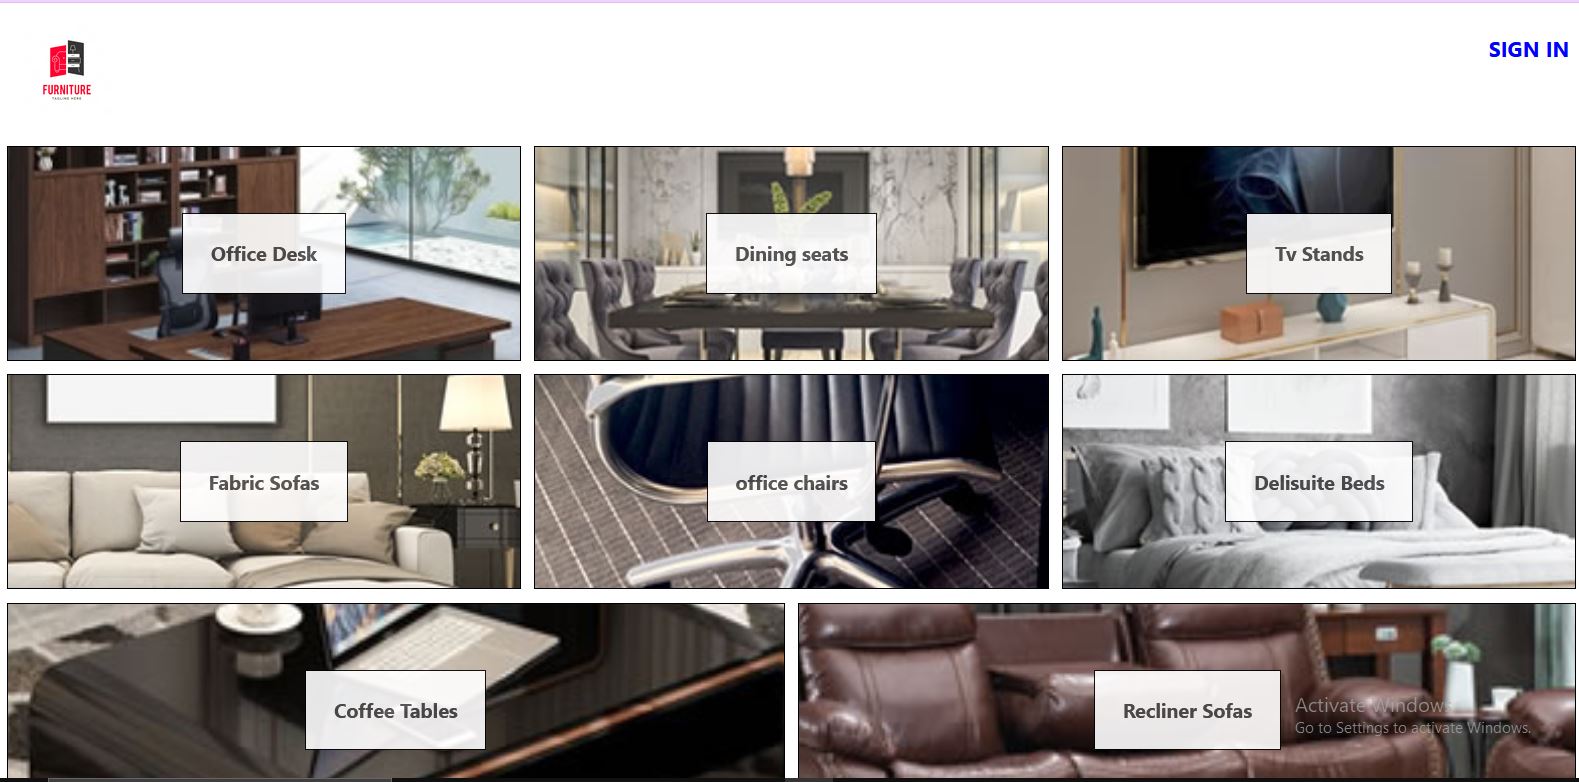 SIGN IN
FURNITURE
TAGLINE HERE
Office Desk
Dining seats
Tv Stands
Fabric Sofas
office chairs
Delisuite Beds
Coffee Tables
Recliner Sofas
Activate Windows
Go to Settings to activate Windows.